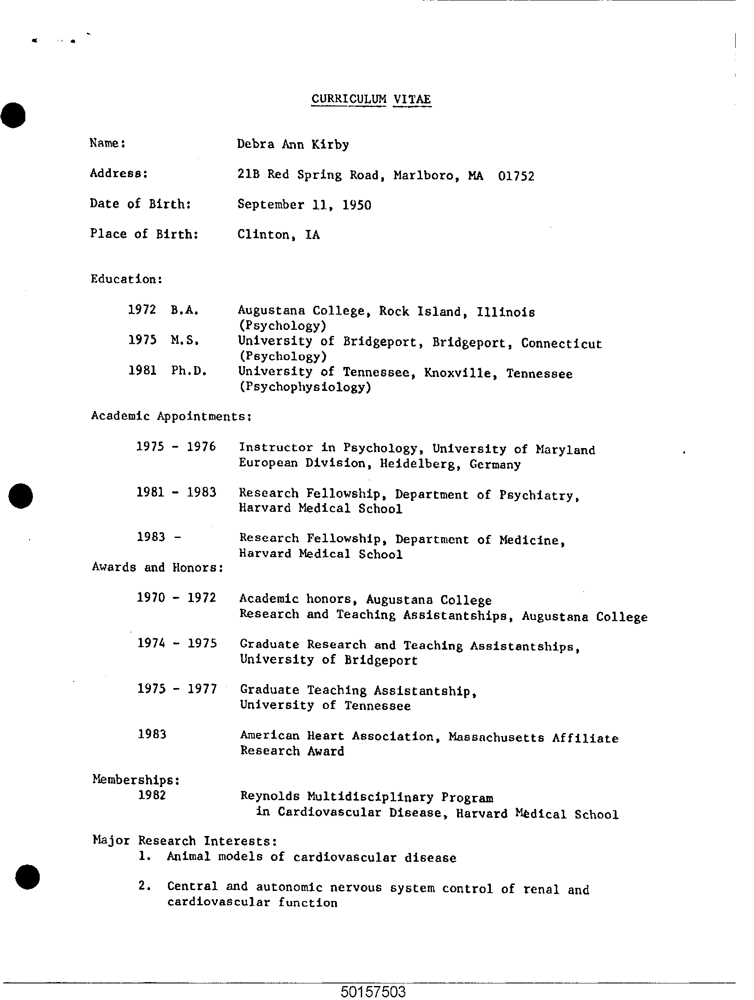 CURRICULUM VITAE
Name: Debra Ann Kirby
Address: 21B Red Spring Road, Marlboro, MA 01752
Date of Birth: September 11, 1950
Place of Birth: Clinton, IA
Education:
1972 B.A. Augustana College, Rock Island, Illinois
(Psychology)
1975 M.S. University of Bridgeport, Bridgeport, Connecticut
(Psychology)
1981 Ph.D. University of Tennessee, Knoxville, Tennessee
(Psychophysiology)
Academic Appointments:
1975 - 1976 Instructor in Psychology, University of Maryland
European Division, Heidelberg, Germany
1981 - 1983 Research Fellowship, Department of Psychiatry,
Harvard Medical School
1983 - Research Fellowship, Department of Medicine,
Harvard Medical School
Awards and Honors:
1970 - 1972 Academic honors, Augustana College
Research and Teaching Assistantships, Augustana College
1974 - 1975 Graduate Research and Teaching Assistantships,
University of Bridgeport
1975 - 1977 Graduate Teaching Assistantship,
University of Tennessee
1983 American Heart Association, Massachusetts Affiliate
Research Award
Memberships:
1982 Reynolds Multidisciplinary Program
in Cardiovascular Disease, Harvard Medical School
Major Research Interests:
1. Animal models of cardiovascular disease
2. Central and autonomic nervous system control of renal and
cardiovascular function
50157503